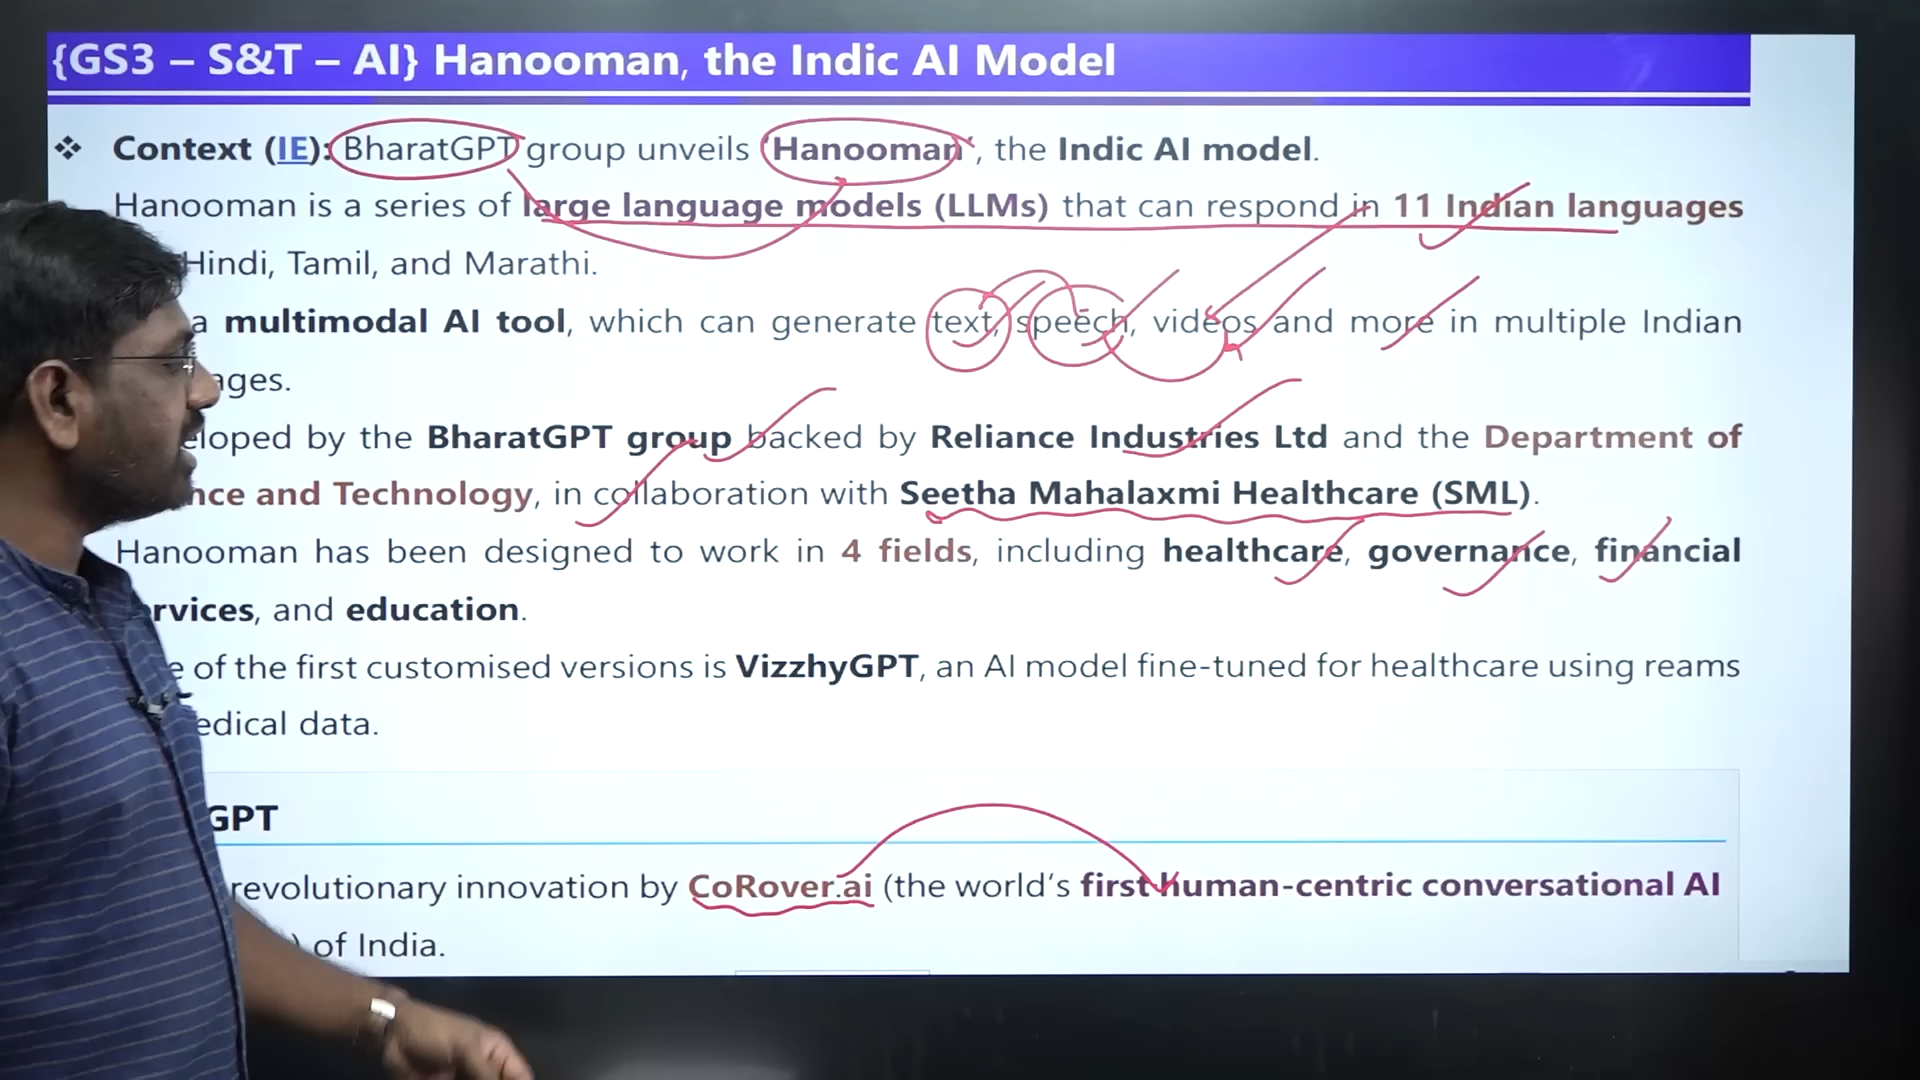 {GS3 – S&T – AI} Hanooman, the Indic AI Model
❖ Context (IE): BharatGPT group unveils 'Hanooman', the Indic AI model.
Hanooman is a series of large language models (LLMs) that can respond in 11 Indian languages
Hindi, Tamil, and Marathi.
a multimodal AI tool, which can generate text, speech, videos and more in multiple Indian
ages.
eloped by the BharatGPT group backed by Reliance Industries Ltd and the Department of
nce and Technology, in collaboration with Seetha Mahalaxmi Healthcare (SML).
Hanooman has been designed to work in 4 fields, including healthcare, governance, financial
rvices, and education.
e of the first customised versions is VizzhyGPT, an AI model fine-tuned for healthcare using reams
edical data.
GPT
revolutionary innovation by CoRover.ai (the world's first human-centric conversational AI
) of India.